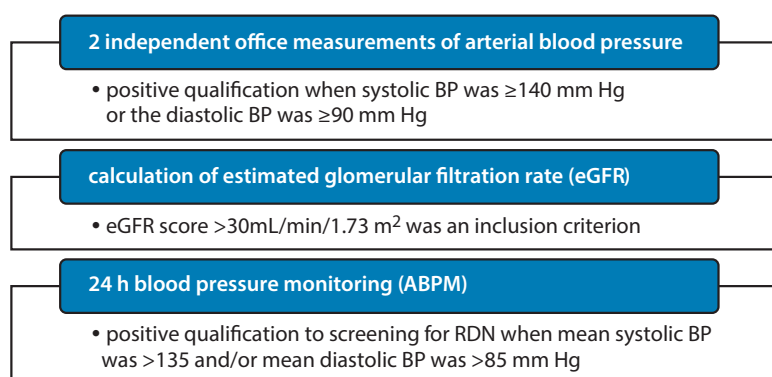 2 independent office measurements of arterial blood pressure
• positive qualification when systolic BP was ≥140 mm Hg
or the diastolic BP was ≥90 mm Hg
calculation of estimated glomerular filtration rate (eGFR)
• eGFR score >30mL/min/1.73 m² was an inclusion criterion
24 h blood pressure monitoring (ABPM)
• positive qualification to screening for RDN when mean systolic BP
was >135 and/or mean diastolic BP was >85 mm Hg